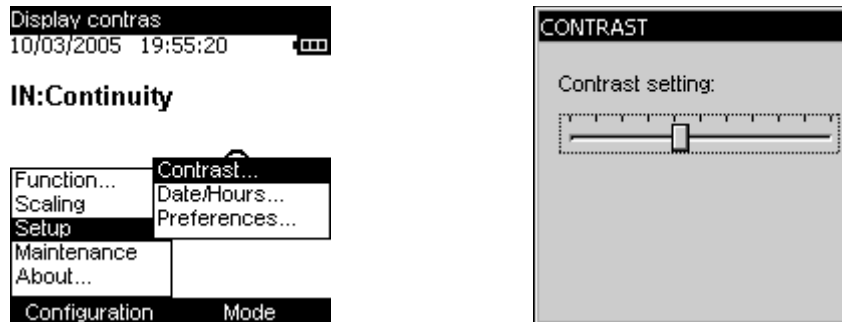 Display contras
10/03/2005 19:55:20
IN:Continuity
Function...
Scaling
Setup
Maintenance
About...
Contrast...
Date/Hours...
Preferences...
Configuration Mode
CONTRAST
Contrast setting: